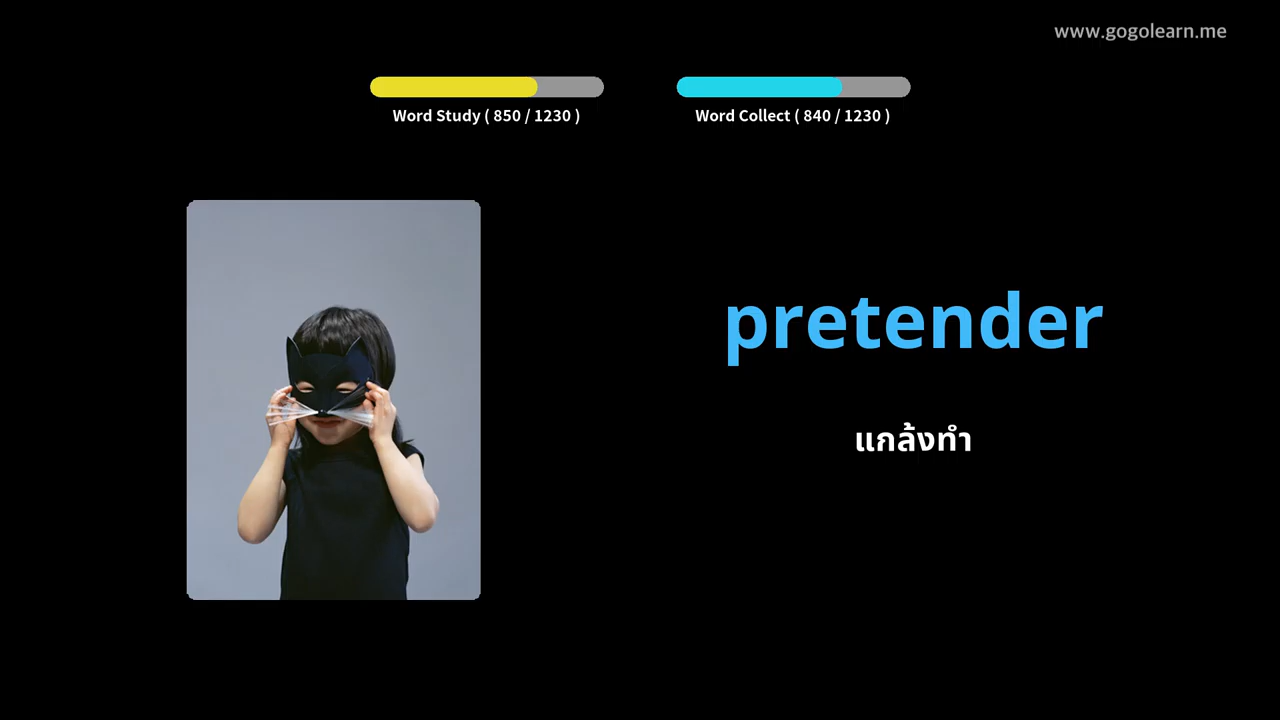 www.gogolearn.me
Word Study ( 850 / 1230 )
Word Collect ( 840 / 1230 )
pretender
แกล้งทำ